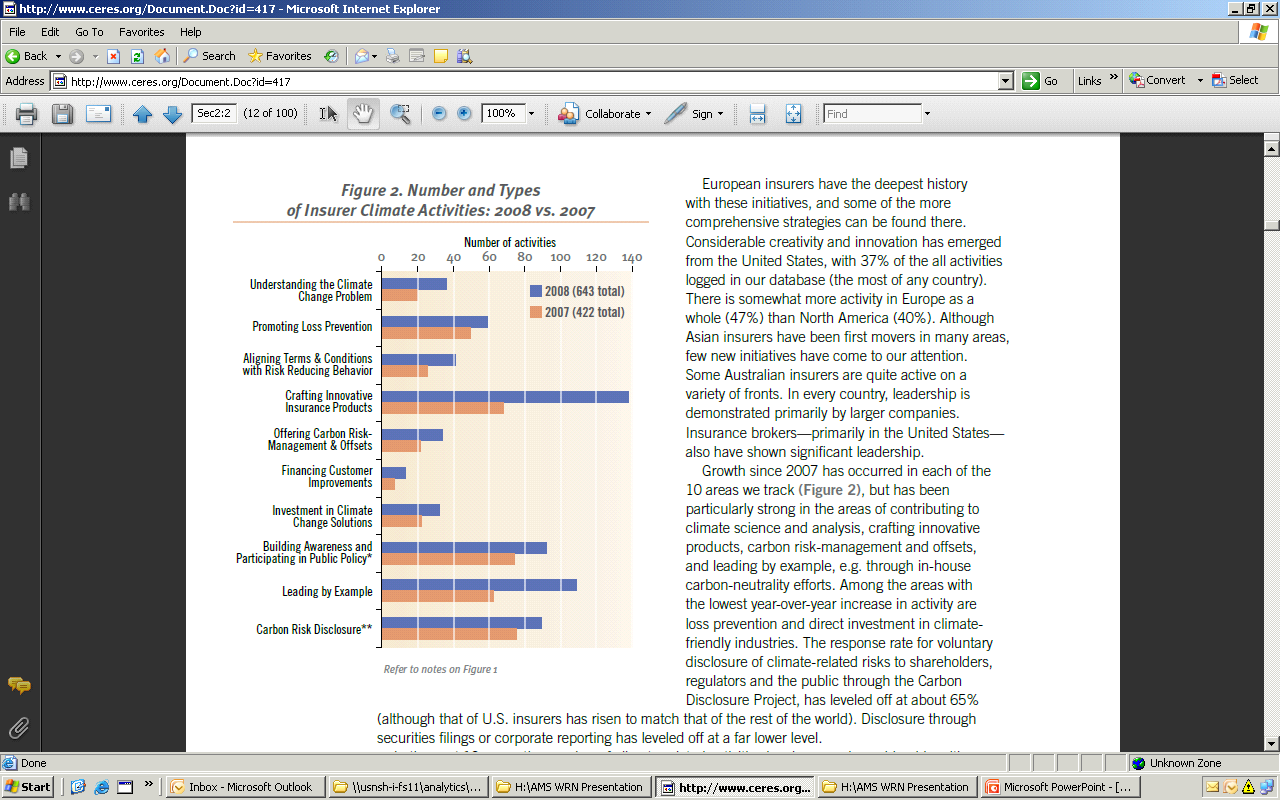 http://www.ceres.org/Document.Doc?id=417 - Microsoft Internet Explorer
File Edit Go To Favorites Help
Back Search Favorites
Address http://www.ceres.org/Document.Doc?id=417 Go Links » Convert Select
Sec2:2 (12 of 100) 100% Collaborate Sign Find
Figure 2. Number and Types
of Insurer Climate Activities: 2008 vs. 2007
Number of activities
0 20 40 60 80 100 120 140
2008 (643 total)
2007 (422 total)
Understanding the Climate
Change Problem
Promoting Loss Prevention
Aligning Terms & Conditions
with Risk Reducing Behavior
Crafting Innovative
Insurance Products
Offering Carbon Risk-
Management & Offsets
Financing Customer
Improvements
Investment in Climate
Change Solutions
Building Awareness and
Participating in Public Policy*
Leading by Example
Carbon Risk Disclosure**
Refer to notes on Figure 1
European insurers have the deepest history
with these initiatives, and some of the more
comprehensive strategies can be found there.
Considerable creativity and innovation has emerged
from the United States, with 37% of the all activities
logged in our database (the most of any country).
There is somewhat more activity in Europe as a
whole (47%) than North America (40%). Although
Asian insurers have been first movers in many areas,
few new initiatives have come to our attention.
Some Australian insurers are quite active on a
variety of fronts. In every country, leadership is
demonstrated primarily by larger companies.
Insurance brokers—primarily in the United States—
also have shown significant leadership.
Growth since 2007 has occurred in each of the
10 areas we track (Figure 2), but has been
particularly strong in the areas of contributing to
climate science and analysis, crafting innovative
products, carbon risk-management and offsets,
and leading by example, e.g. through in-house
carbon-neutrality efforts. Among the areas with
the lowest year-over-year increase in activity are
loss prevention and direct investment in climate-
friendly industries. The response rate for voluntary
disclosure of climate-related risks to shareholders,
regulators and the public through the Carbon
Disclosure Project, has leveled off at about 65%
(although that of U.S. insurers has risen to match that of the rest of the world). Disclosure through
securities filings or corporate reporting has leveled off at a far lower level.
Done Unknown Zone
Start » Inbox - Microsoft Outlook \\usnsh-i-fs11\analytics\... H:\AMS WRN Presentation http://www.ceres.org... H:\AMS WRN Presentation Microsoft PowerPoint - [...